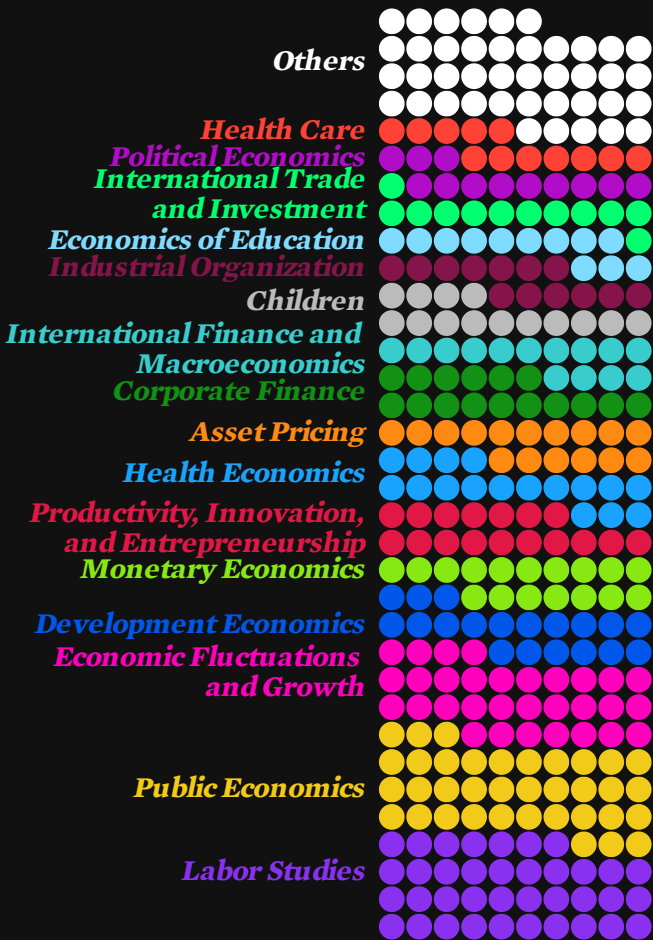 Others
Health Care
Political Economics
International Trade
and Investment
Economics of Education
Industrial Organization
Children
International Finance and
Macroeconomics
Corporate Finance
Asset Pricing
Health Economics
Productivity, Innovation,
and Entrepreneurship
Monetary Economics
Development Economics
Economic Fluctuations
and Growth
Public Economics
Labor Studies